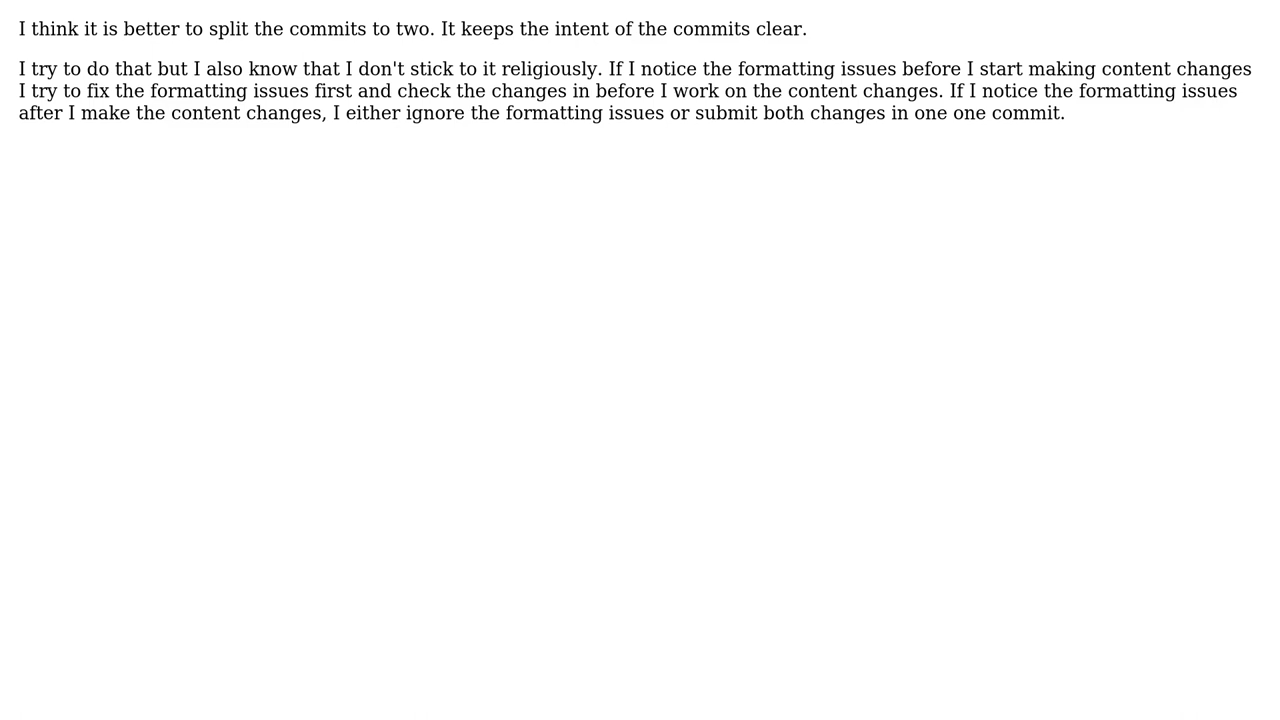 I think it is better to split the commits to two. It keeps the intent of the commits clear.
I try to do that but I also know that I don't stick to it religiously. If I notice the formatting issues before I start making content changes
I try to fix the formatting issues first and check the changes in before I work on the content changes. If I notice the formatting issues
after I make the content changes, I either ignore the formatting issues or submit both changes in one one commit.